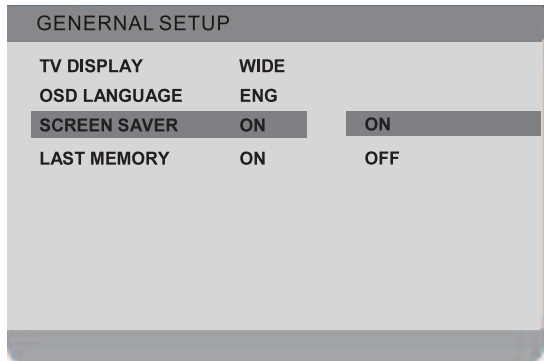 GENERNAL SETUP
TV DISPLAY WIDE
OSD LANGUAGE ENG
SCREEN SAVER ON ON
LAST MEMORY ON OFF